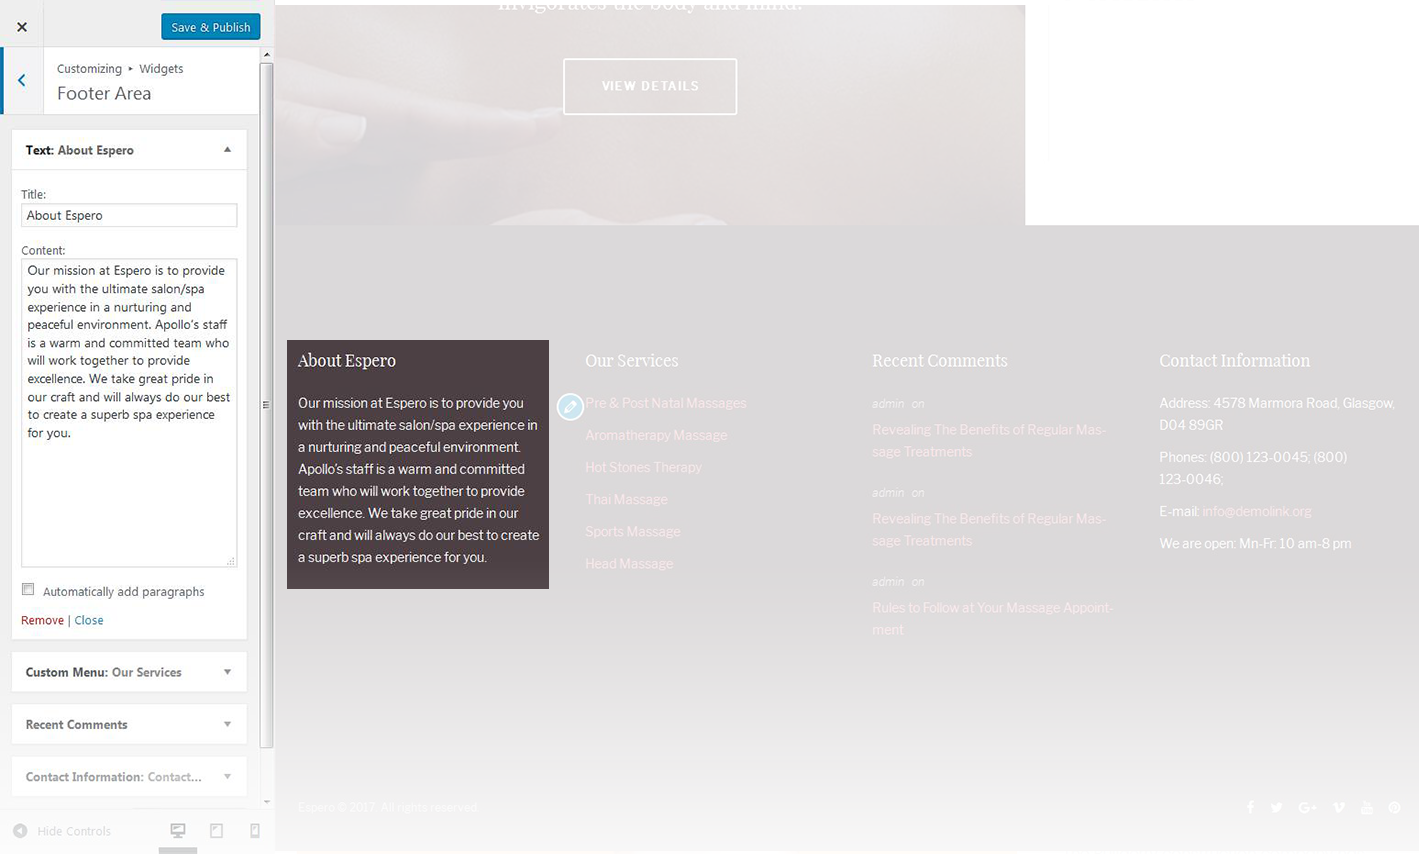 Save & Publish
Customizing ▸ Widgets
Footer Area
Text: About Espero
Title:
About Espero
Content:
Our mission at Espero is to provide
you with the ultimate salon/spa
experience in a nurturing and
peaceful environment. Apollo’s staff
is a warm and committed team who
will work together to provide
excellence. We take great pride in
our craft and will always do our best
to create a superb spa experience
for you.
Automatically add paragraphs
Remove | Close
Custom Menu: Our Services
Recent Comments
Contact Information: Contact...
Hide Controls
invigorates the body and mind.
VIEW DETAILS
About Espero
Our mission at Espero is to provide you
with the ultimate salon/spa experience in
a nurturing and peaceful environment.
Apollo’s staff is a warm and committed
team who will work together to provide
excellence. We take great pride in our
craft and will always do our best to create
a superb spa experience for you.
Our Services
Pre & Post Natal Massages
Aromatherapy Massage
Hot Stones Therapy
Thai Massage
Sports Massage
Head Massage
Recent Comments
admin on
Revealing The Benefits of Regular Mas-
sage Treatments
admin on
Revealing The Benefits of Regular Mas-
sage Treatments
admin on
Rules to Follow at Your Massage Appoint-
ment
Contact Information
Address: 4578 Marmora Road, Glasgow,
D04 89GR
Phones: (800) 123-0045; (800)
123-0046;
E-mail: info@demolink.org
We are open: Mn-Fr: 10 am-8 pm
Espero © 2017. All rights reserved